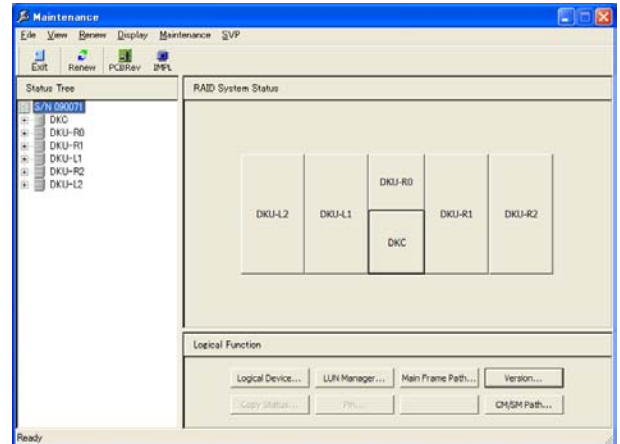 Maintenance
File View Renew Display Maintenance SVP
Exit Renew PCBRev IMPL
Status Tree
S/N 090071
DKC
DKU-R0
DKU-R1
DKU-L1
DKU-R2
DKU-L2
RAID System Status
DKU-L2 DKU-L1 DKU-R0 DKU-R1 DKU-R2
DKC
Logical Function
Logical Device... LUN Manager... Main Frame Path... Version...
Copy Status... Pin... CM/SM Path...
Ready